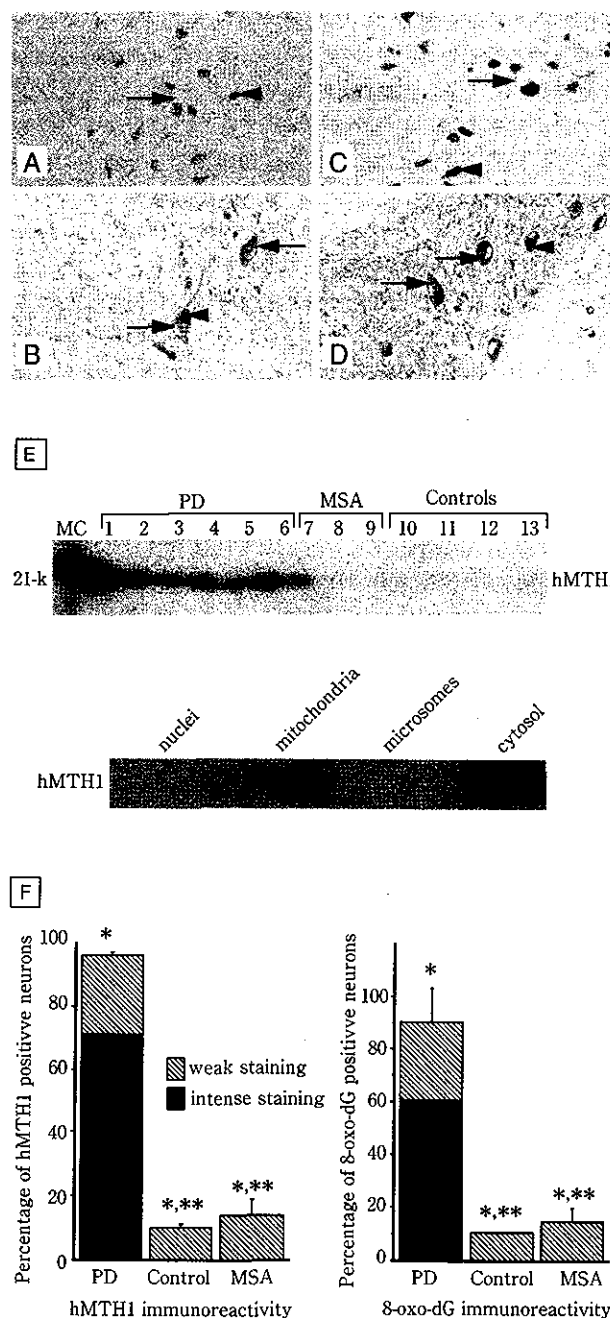 A
C
B
D
E
PD MSA Controls
MC 1 2 3 4 5 6 7 8 9 10 11 12 13
21-k hMTH
nuclei mitochondria microsomes cytosol
hMTH1
F
Percentage of hMTH1 positivve neurons
100
80
60
40
20
0
*
*,**
*,**
weak staining
intense staining
PD Control MSA
hMTH1 immunoreactivity
Percentage of 8-oxo-dG positivve neurons
100
80
60
40
20
0
*
*,**
*,**
PD Control MSA
8-oxo-dG immunoreactivity